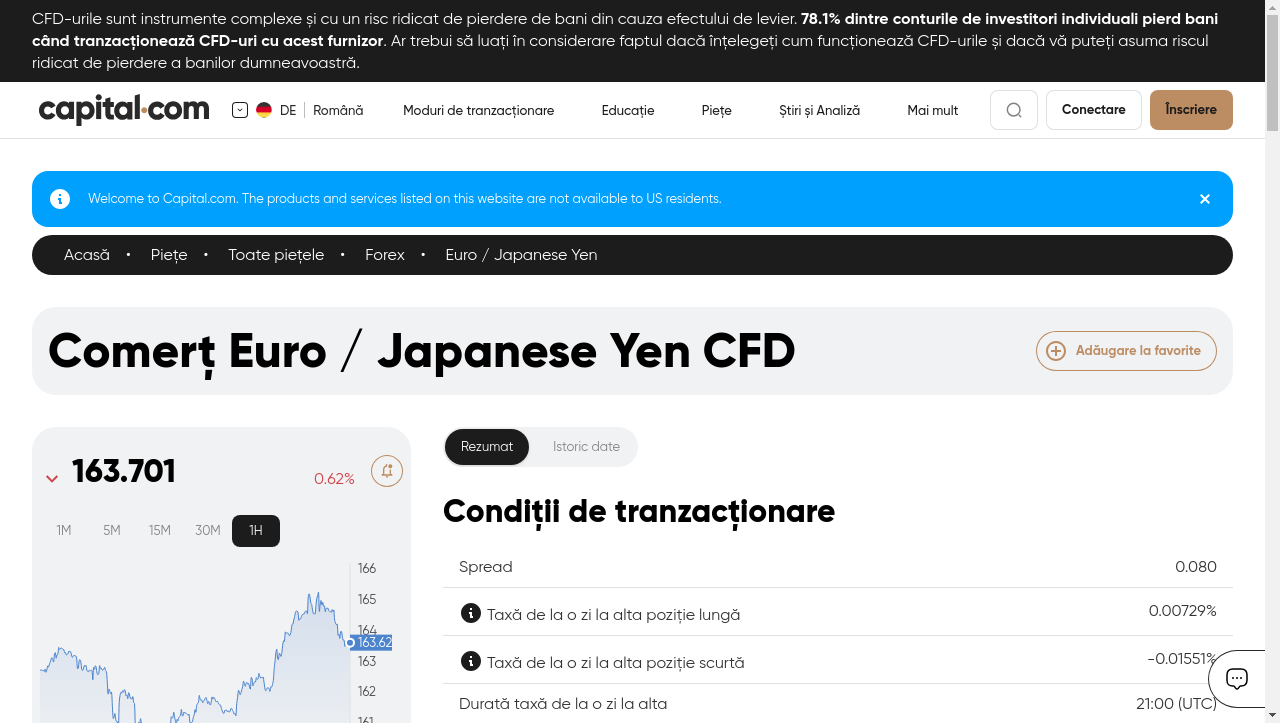 CFD-urile sunt instrumente complexe și cu un risc ridicat de pierdere de bani din cauza efectului de levier. 78.1% dintre conturile de investitori individuali pierd bani
când tranzacționează CFD-uri cu acest furnizor. Ar trebui să luați în considerare faptul dacă înțelegeți cum funcționează CFD-urile și dacă vă puteți asuma riscul
ridicat de pierdere a banilor dumneavoastră.
capital.com DE Română Moduri de tranzacționare Educație Piețe Știri și Analiză Mai mult Conectare Înscriere
Welcome to Capital.com. The products and services listed on this website are not available to US residents.
Acasă • Piețe • Toate piețele • Forex • Euro / Japanese Yen
Comerț Euro / Japanese Yen CFD
Adăugare la favorite
163.701 0.62%
1M 5M 15M 30M 1H
166
165
164
163.62
163
162
161
Rezumat Istoric date
Condiții de tranzacționare
Spread 0.080
Taxă de la o zi la alta poziție lungă 0.00729%
Taxă de la o zi la alta poziție scurtă -0.01551%
Durată taxă de la o zi la alta 21:00 (UTC)